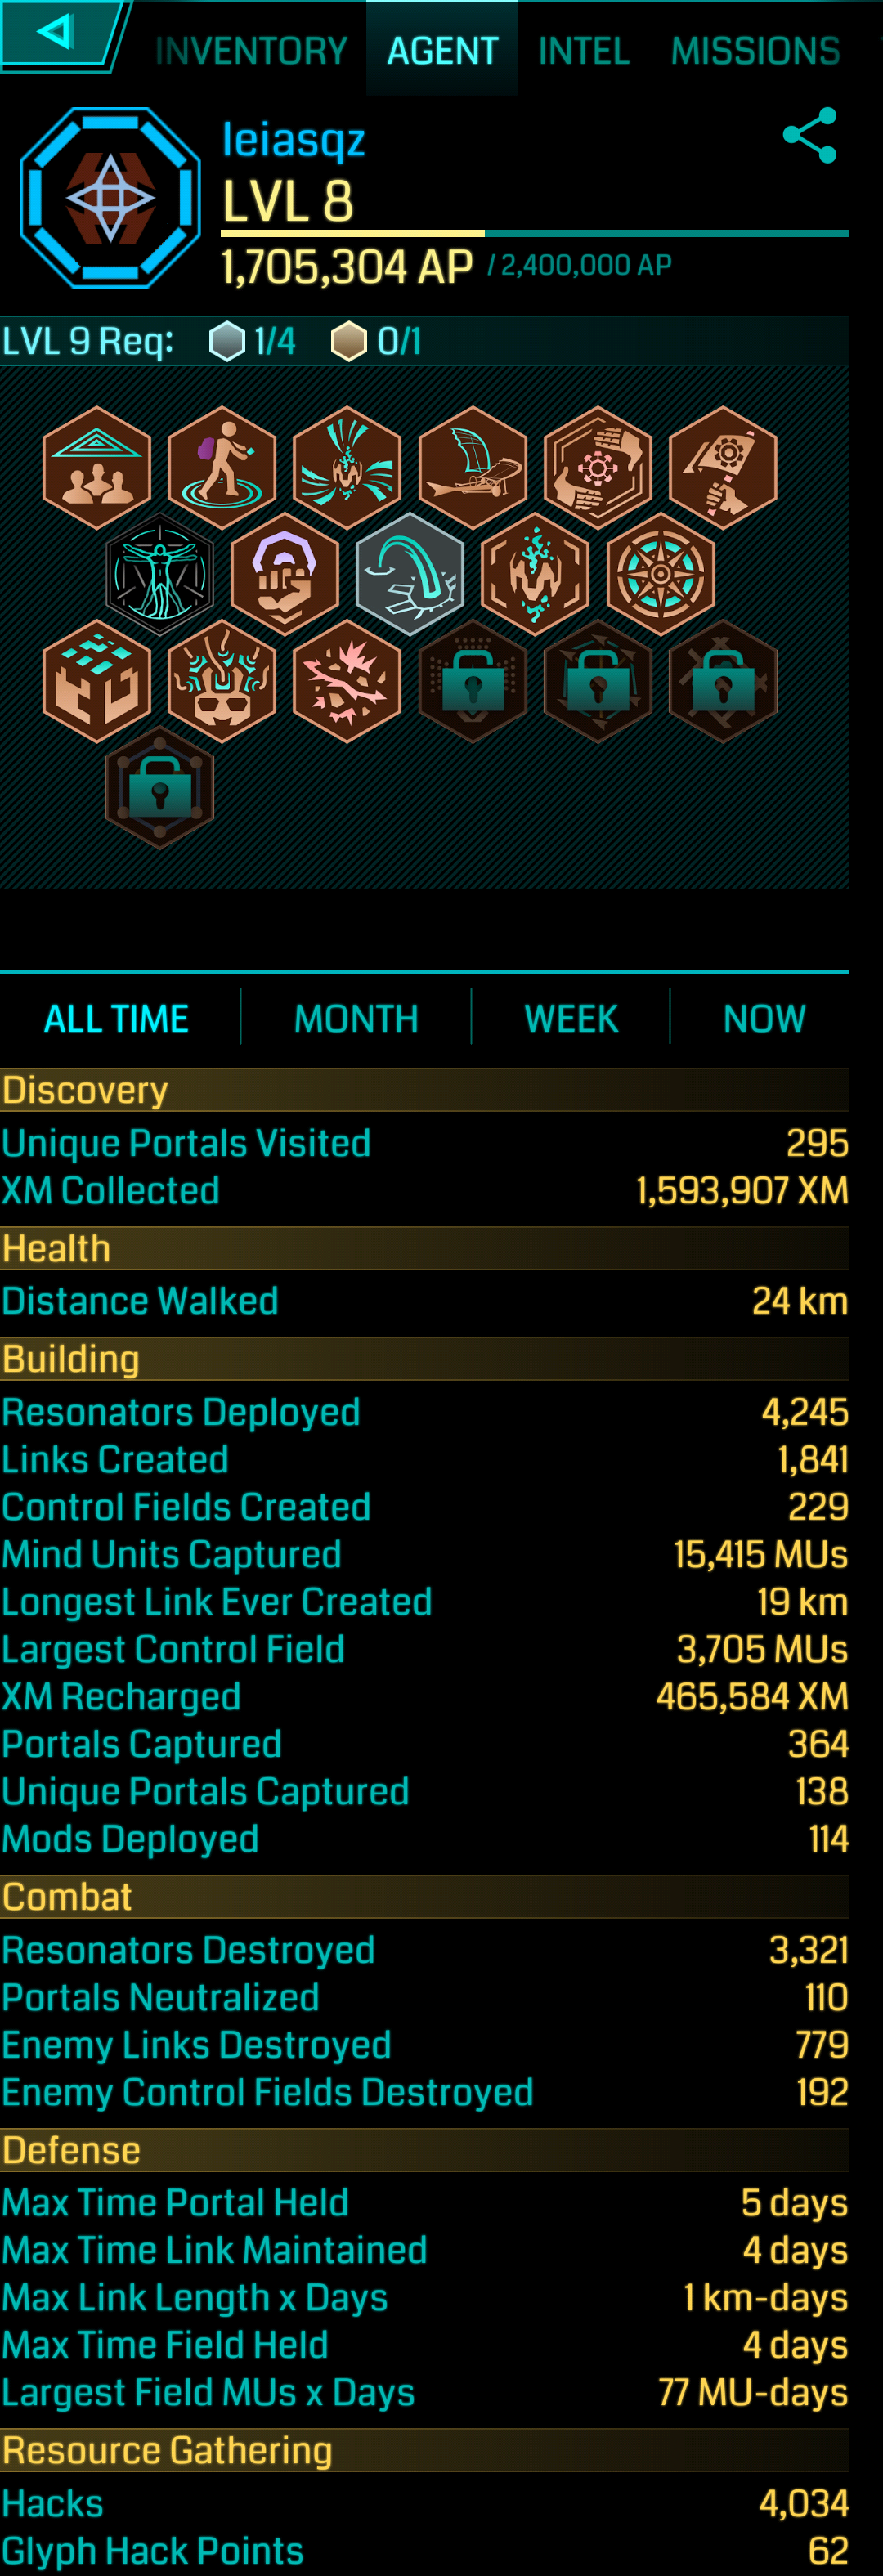 INVENTORY AGENT INTEL MISSIONS
leiasqz
LVL 8
1,705,304 AP / 2,400,000 AP
LVL 9 Req: 1/4 0/1
ALL TIME MONTH WEEK NOW
Discovery
Unique Portals Visited 295
XM Collected 1,593,907 XM
Health
Distance Walked 24 km
Building
Resonators Deployed 4,245
Links Created 1,841
Control Fields Created 229
Mind Units Captured 15,415 MUs
Longest Link Ever Created 19 km
Largest Control Field 3,705 MUs
XM Recharged 465,584 XM
Portals Captured 364
Unique Portals Captured 138
Mods Deployed 114
Combat
Resonators Destroyed 3,321
Portals Neutralized 110
Enemy Links Destroyed 779
Enemy Control Fields Destroyed 192
Defense
Max Time Portal Held 5 days
Max Time Link Maintained 4 days
Max Link Length x Days 1 km-days
Max Time Field Held 4 days
Largest Field MUs x Days 77 MU-days
Resource Gathering
Hacks 4,034
Glyph Hack Points 62